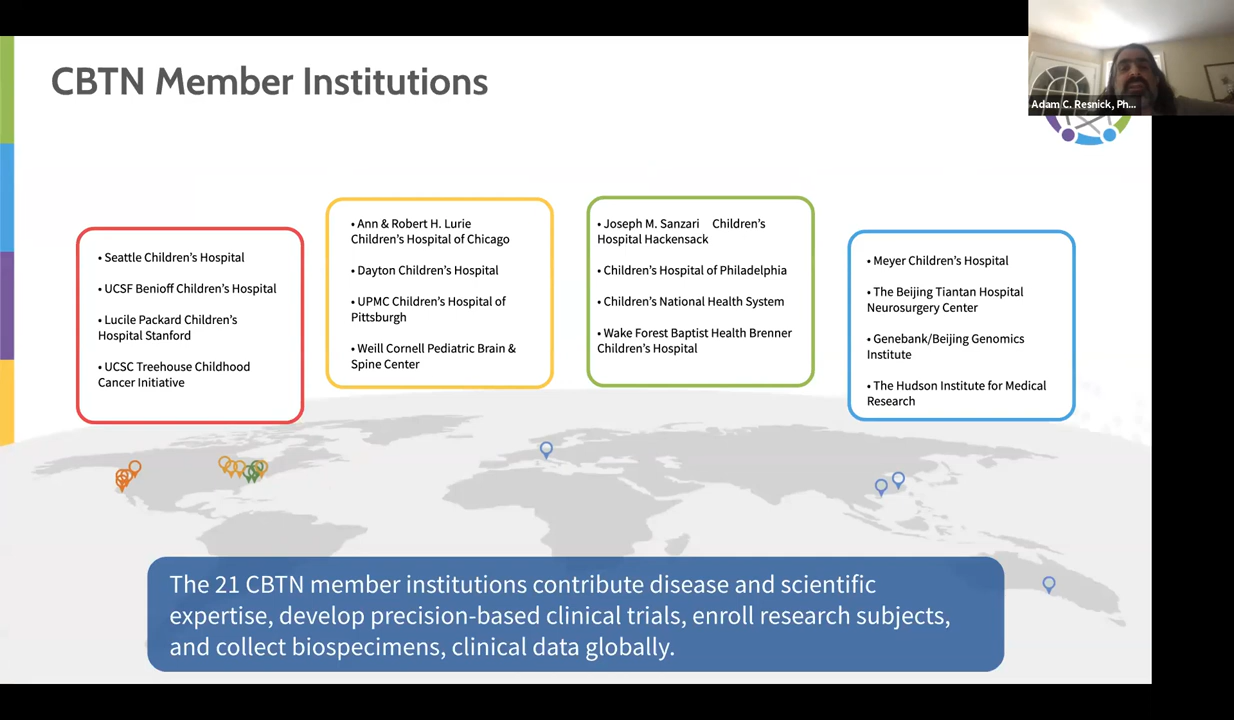 CBTN Member Institutions
Adam C. Resnick, Ph...
• Seattle Children's Hospital
• UCSF Benioff Children's Hospital
• Lucile Packard Children's
Hospital Stanford
• UCSC Treehouse Childhood
Cancer Initiative
• Ann & Robert H. Lurie
Children's Hospital of Chicago
• Dayton Children's Hospital
• UPMC Children's Hospital of
Pittsburgh
• Weill Cornell Pediatric Brain &
Spine Center
• Joseph M. Sanzari Children's
Hospital Hackensack
• Children's Hospital of Philadelphia
• Children's National Health System
• Wake Forest Baptist Health Brenner
Children's Hospital
• Meyer Children's Hospital
• The Beijing Tiantan Hospital
Neurosurgery Center
• Genebank/Beijing Genomics
Institute
• The Hudson Institute for Medical
Research
The 21 CBTN member institutions contribute disease and scientific
expertise, develop precision-based clinical trials, enroll research subjects,
and collect biospecimens, clinical data globally.